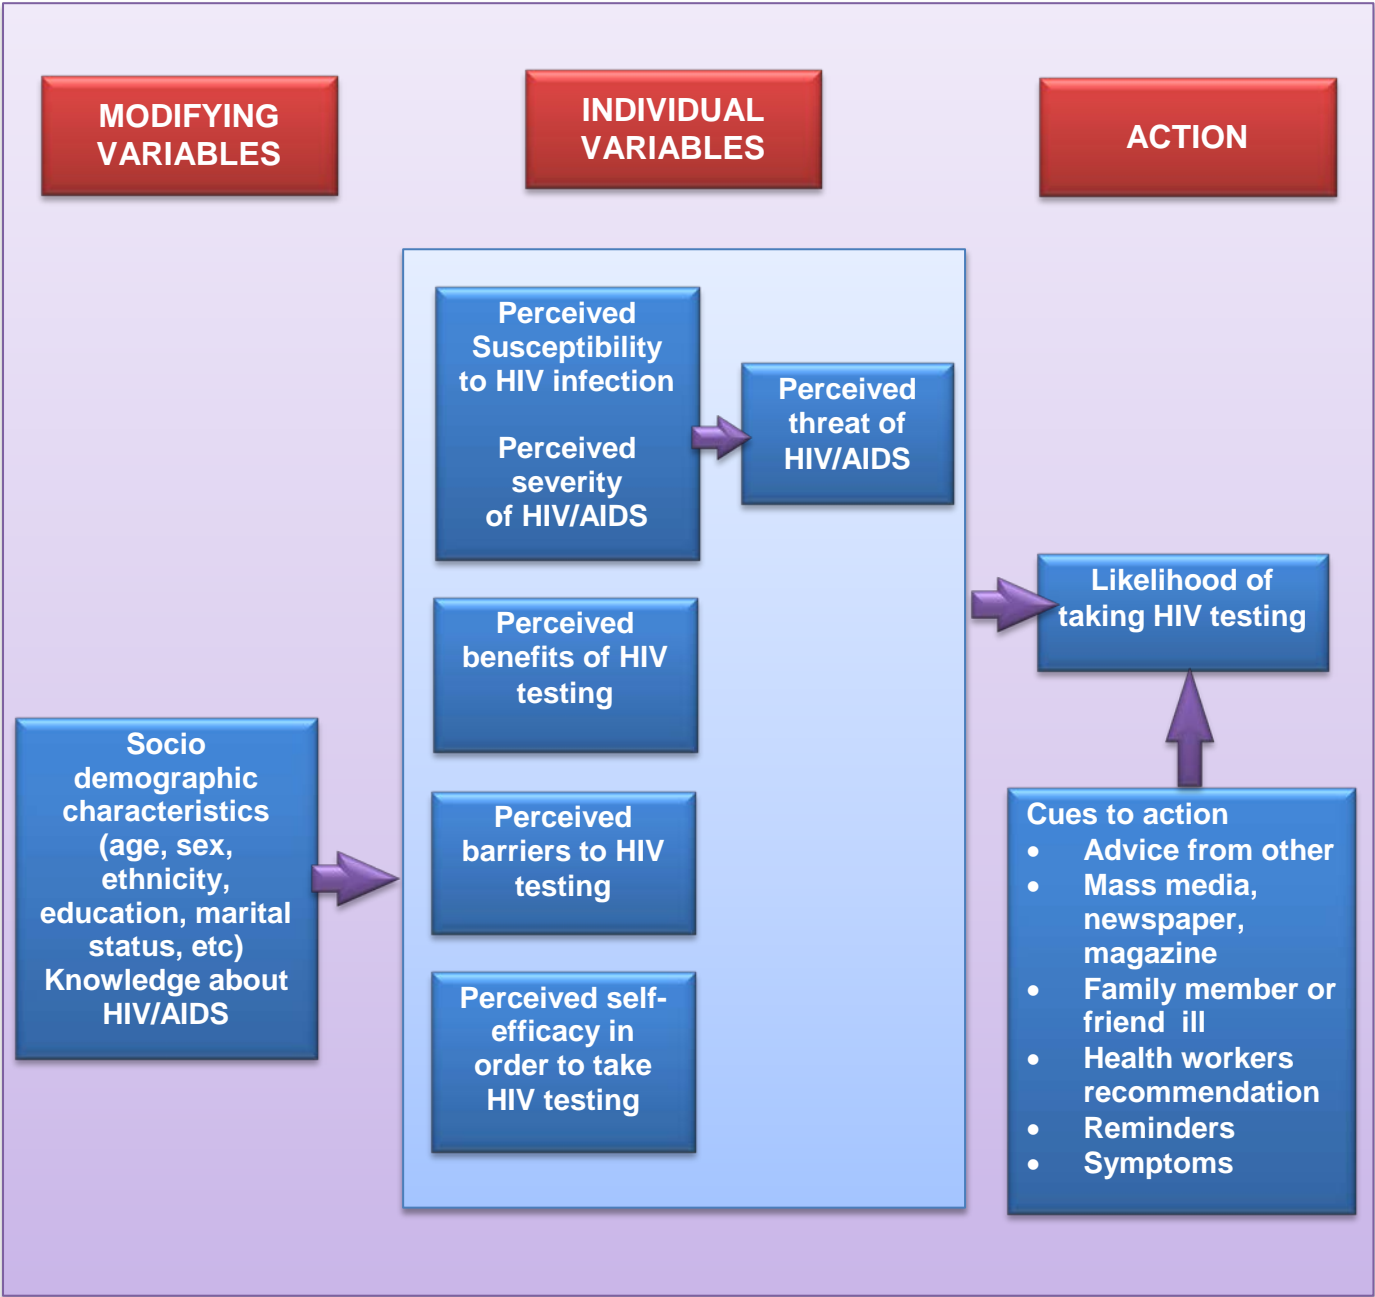 MODIFYING
VARIABLES
INDIVIDUAL
VARIABLES
ACTION
Perceived
Susceptibility
to HIV infection
Perceived
severity
of HIV/AIDS
Perceived
threat of
HIV/AIDS
Perceived
benefits of HIV
testing
Perceived
barriers to HIV
testing
Perceived self-
efficacy in
order to take
HIV testing
Socio
demographic
characteristics
(age, sex,
ethnicity,
education, marital
status, etc)
Knowledge about
HIV/AIDS
Likelihood of
taking HIV testing
Cues to action
• Advice from other
• Mass media,
newspaper,
magazine
• Family member or
friend  ill
• Health workers
recommendation
• Reminders
• Symptoms